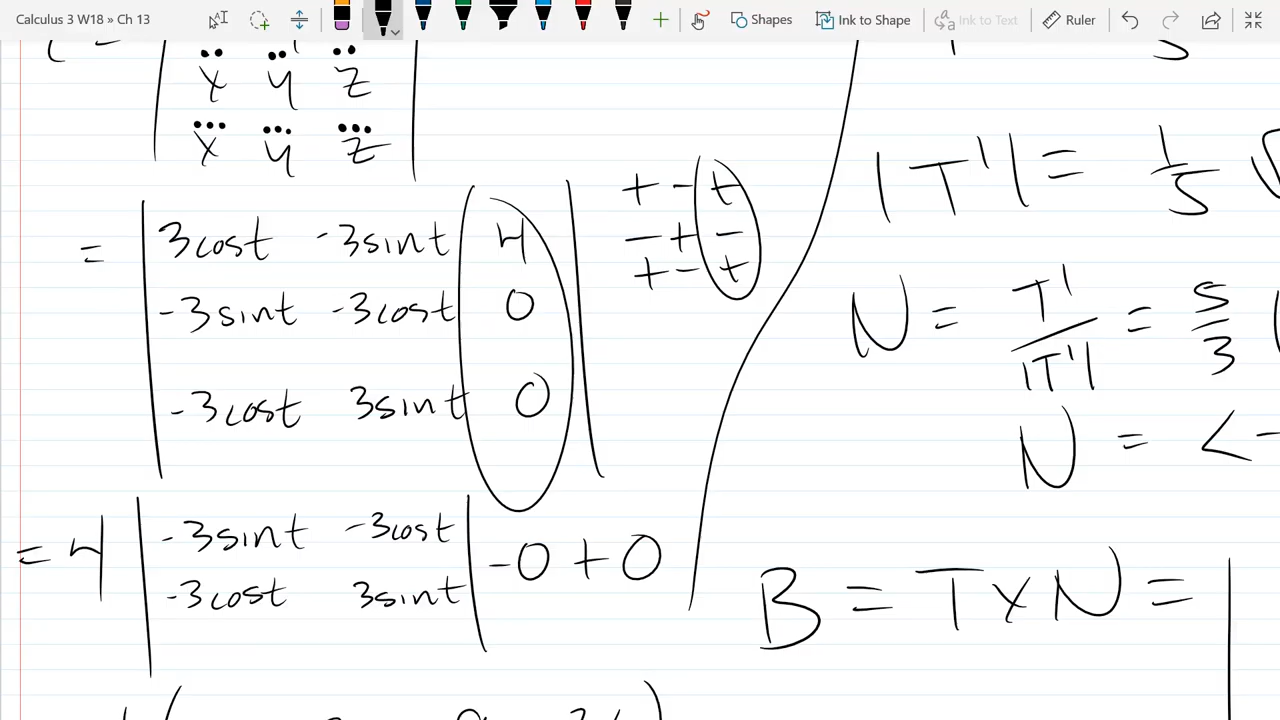 Calculus 3 W18 » Ch 13
Shapes
Ink to Shape
Ink to Text
Ruler
ẍ ÿ z̈
x⃛ y⃛ z⃛
= | 3cost -3sint 4 |
-3sint -3cost 0
-3cost 3sint 0
+ - +
- + -
+ - +
= 4 | -3sint -3cost | -0 + 0
-3cost 3sint
|T'| = 1/5
N = T'/|T'| = 5/3
N = < -
B = T x N = |